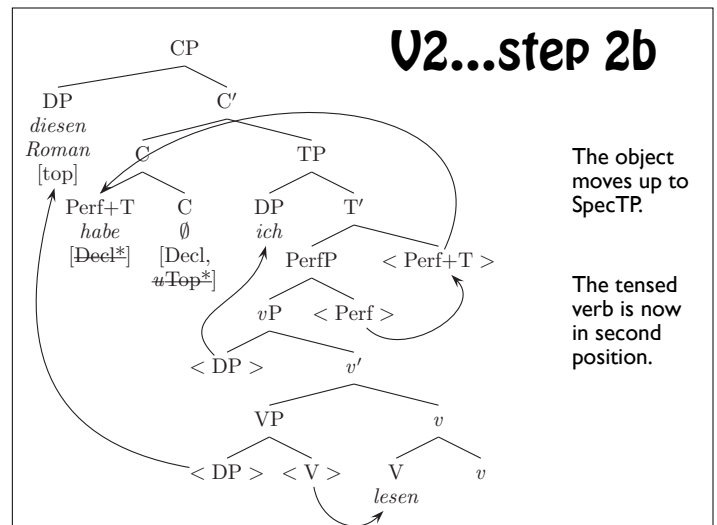 V2...step 2b
CP
DP C′
diesen
Roman C TP
[top]
Perf+T C DP T′
habe ∅ ich
[Decl*] [Decl, PerfP < Perf+T >
uTop*]
vP < Perf >
< DP > v′
VP v
< DP > < V > V v
lesen
The object
moves up to
SpecTP.
The tensed
verb is now
in second
position.